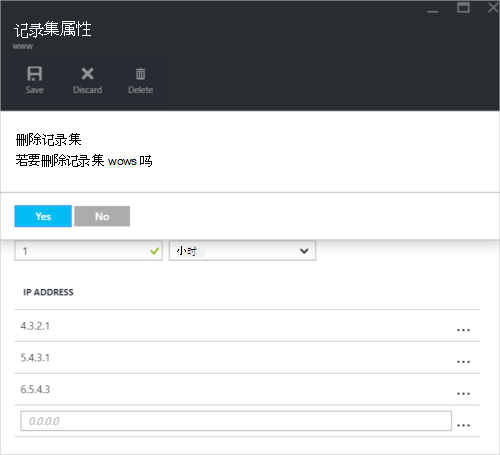 记录集属性
www
Save Discard Delete
删除记录集
若要删除记录集 wows 吗
Yes No
1 小时
IP ADDRESS
4.3.2.1
5.4.3.1
6.5.4.3
0.0.0.0